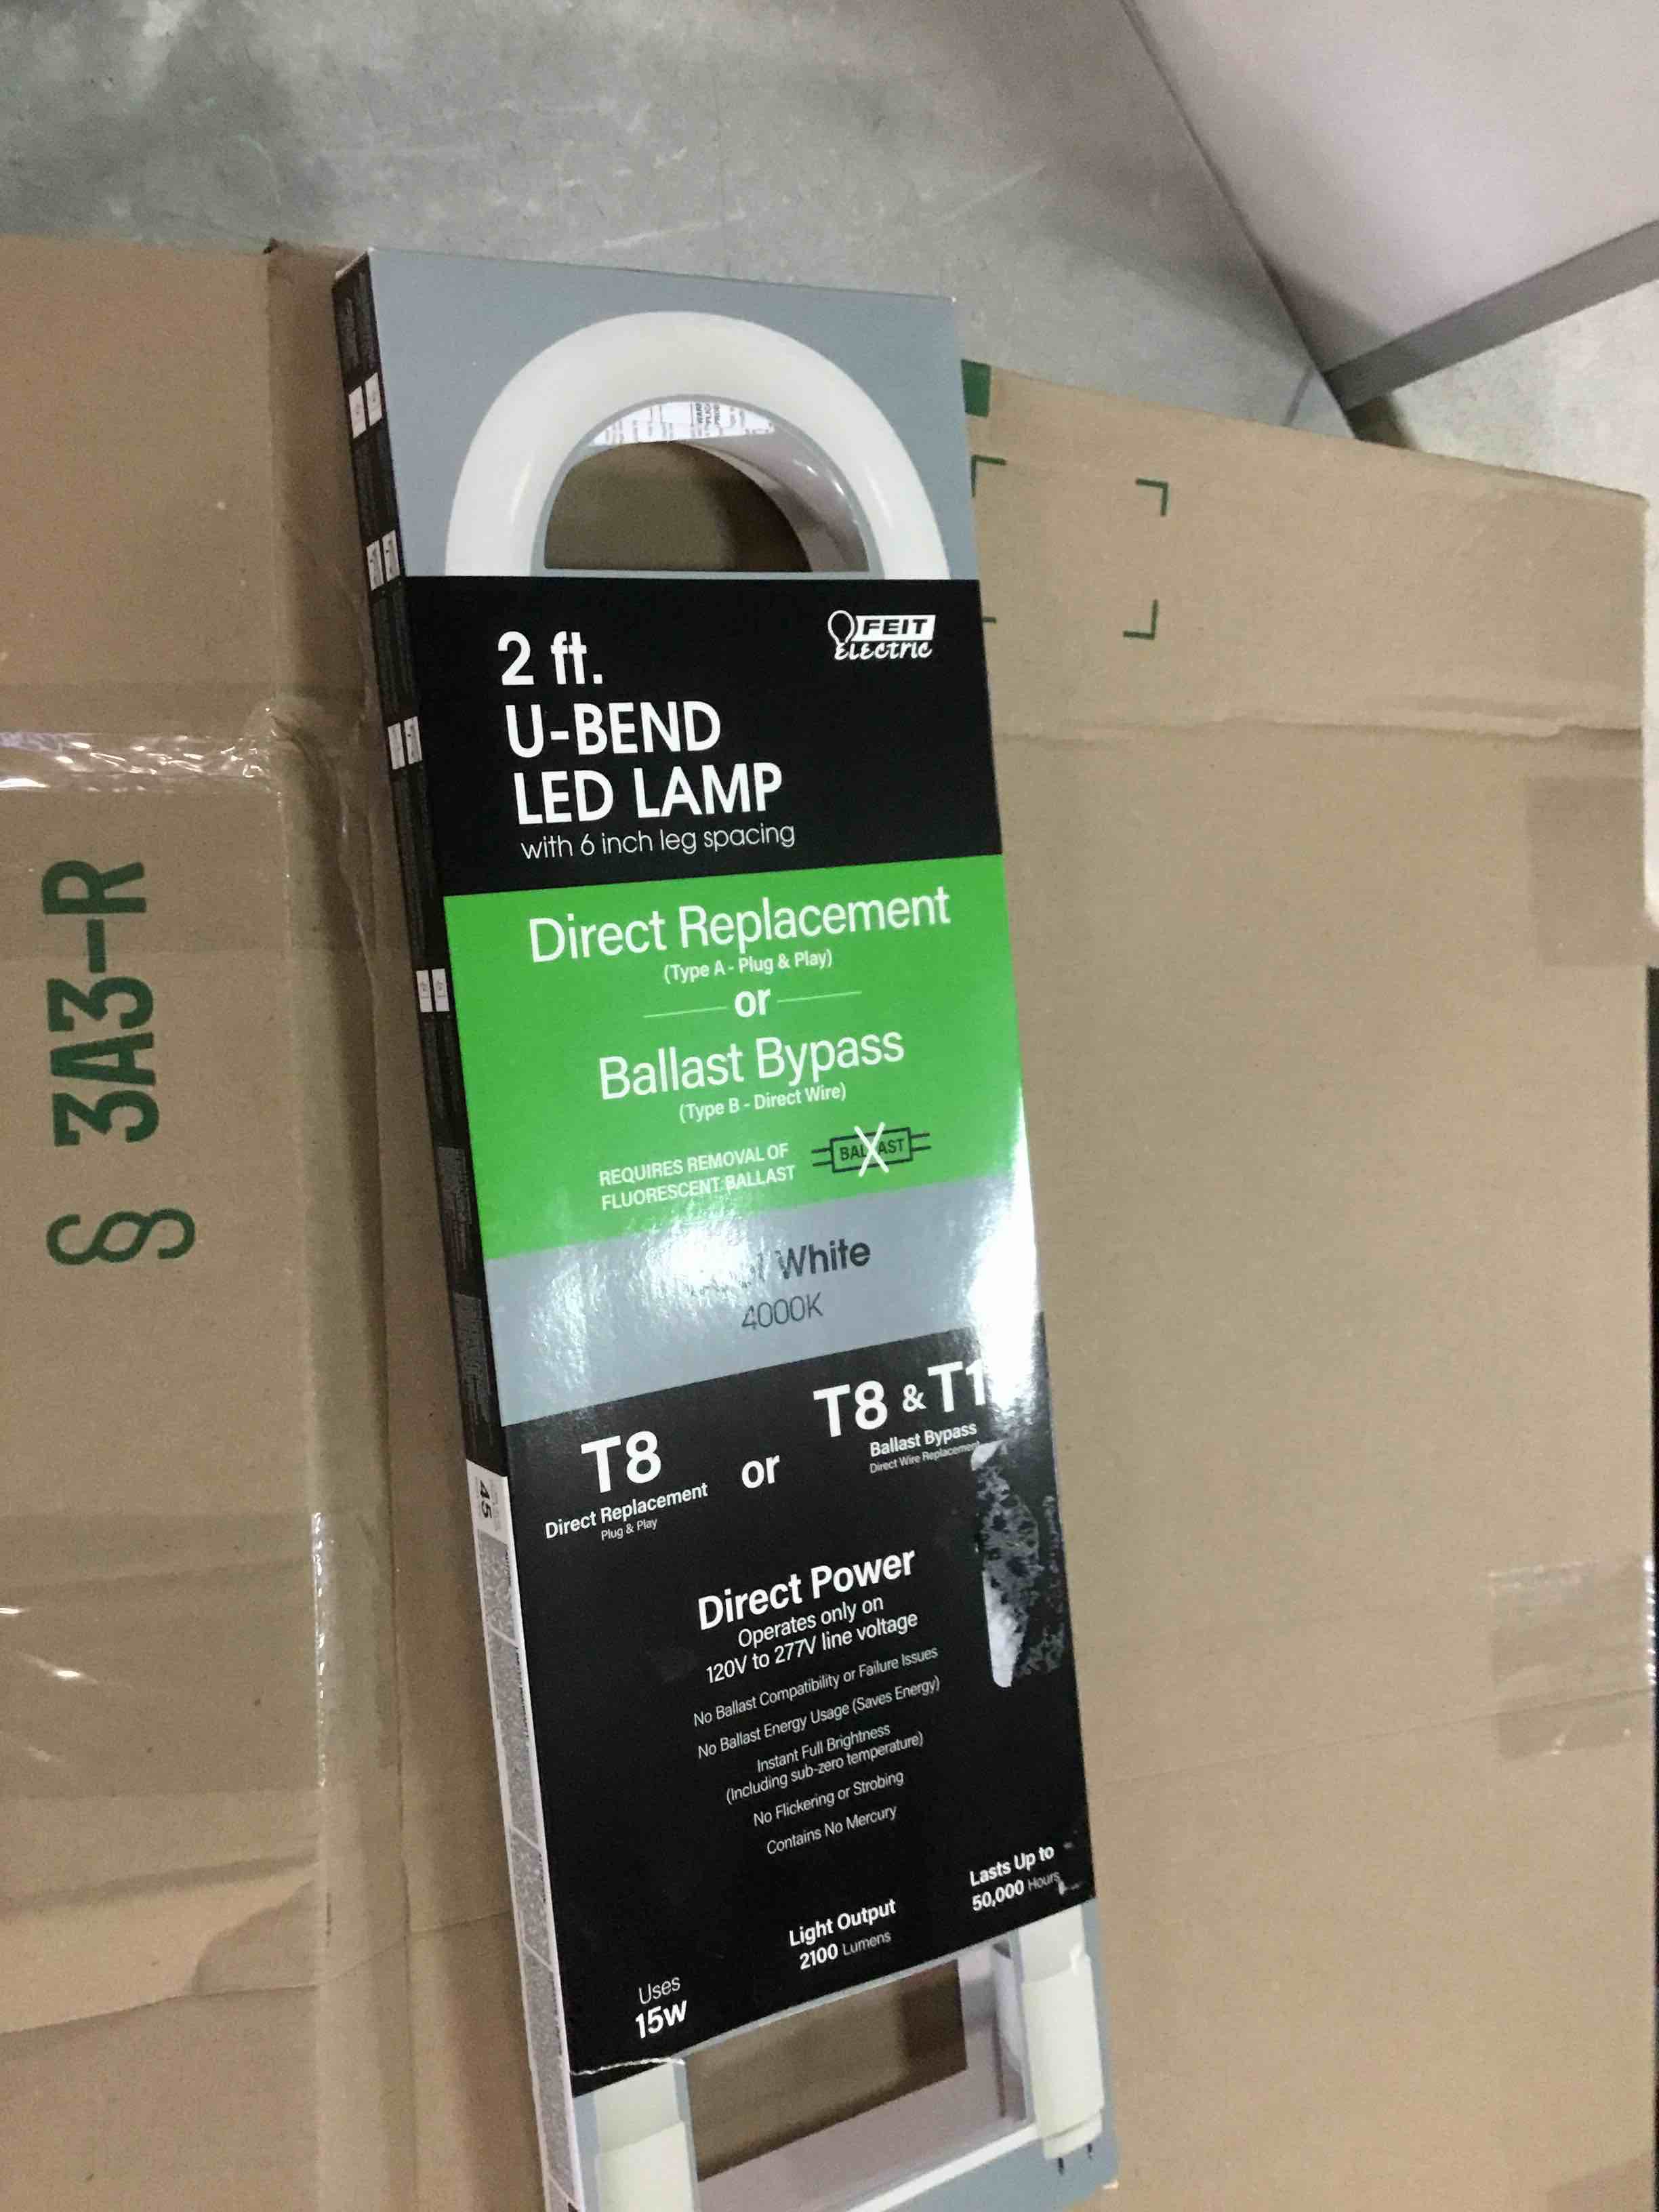 FEIT
ELECTRIC
2 ft.
U-BEND
LED LAMP
with 6 inch leg spacing
Direct Replacement
(Type A - Plug & Play)
or
Ballast Bypass
(Type B - Direct Wire)
REQUIRES REMOVAL OF
FLUORESCENT BALLAST
BALLAST
White
4000K
T8
Direct Replacement
Plug & Play
or
T8 & T1
Ballast Bypass
Direct Wire Replacement
Direct Power
Operates only on
120V to 277V line voltage
No Ballast Compatibility or Failure Issues
No Ballast Energy Usage (Saves Energy)
Instant Full Brightness
(Including sub-zero temperature)
No Flickering or Strobing
Contains No Mercury
Uses
15w
Light Output
2100 Lumens
Lasts Up to
50,000 Hours
45
§ 3A3-R